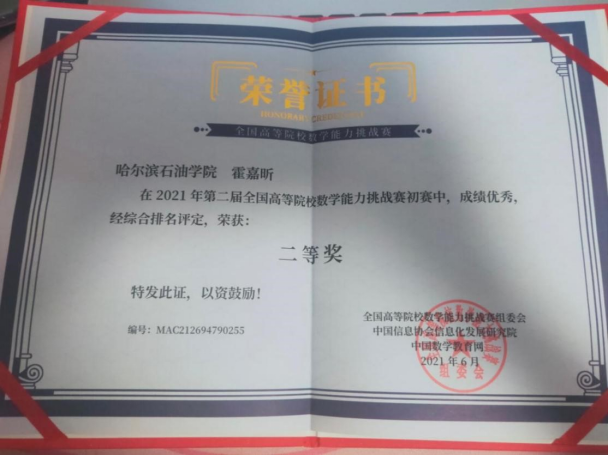 荣誉证书
全国高等院校数学能力挑战赛
哈尔滨石油学院 霍嘉昕
在 2021 年第二届全国高等院校数学能力挑战赛初赛中，成绩优秀，
经综合排名评定，荣获：
二等奖
特发此证，以资鼓励！
编号：MAC212694790255
全国高等院校数学能力挑战赛组委会
中国信息协会信息化发展研究院
中国数学教育网
2021 年 6 月
组委会